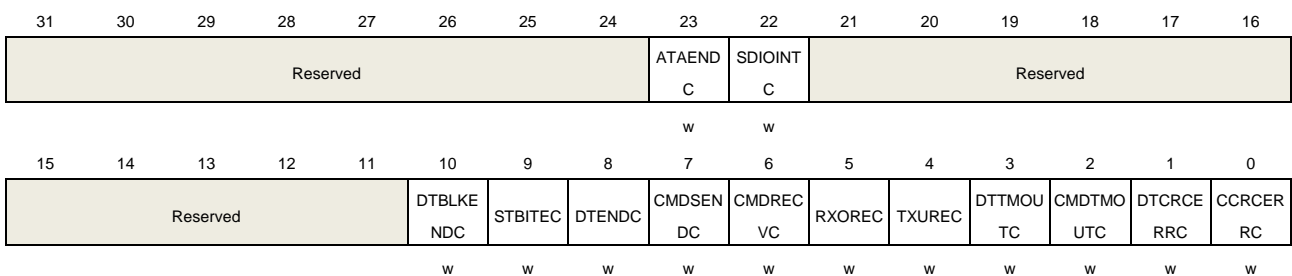 31 30 29 28 27 26 25 24 23 22 21 20 19 18 17 16
Reserved ATAEND SDIOINT Reserved
C C
w w
15 14 13 12 11 10 9 8 7 6 5 4 3 2 1 0
Reserved DTBLKE STBITEC DTENDC CMDSEN CMDREC RXOREC TXUREC DTTMOU CMDTMO DTCRCE CCRCER
NDC DC VC TC UTC RRC RC
w w w w w w w w w w w